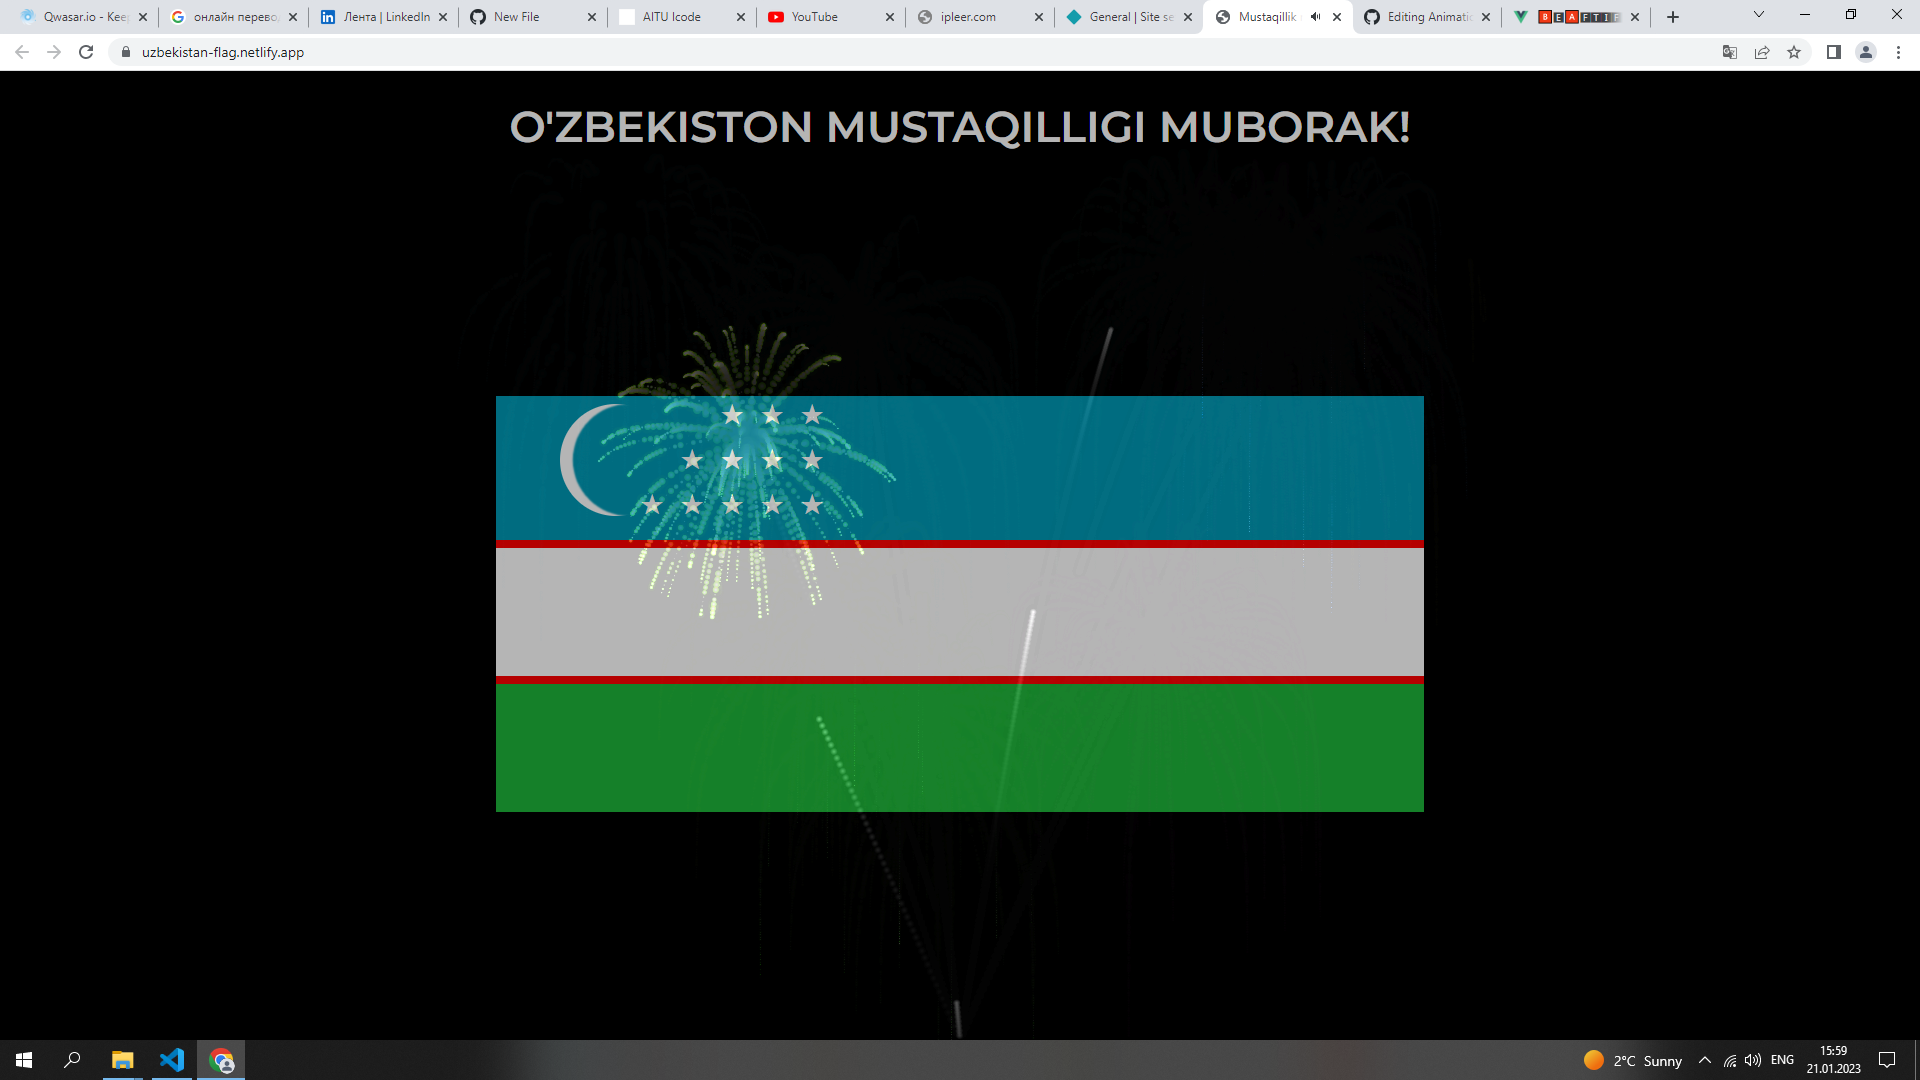 Qwasar.io - Keep
онлайн перево
Лента | LinkedIn
New File
AITU Icode
YouTube
ipleer.com
General | Site se
Mustaqillik
Editing Animati
uzbekistan-flag.netlify.app
O'ZBEKISTON MUSTAQILLIGI MUBORAK!
2°C Sunny
ENG
15:59
21.01.2023